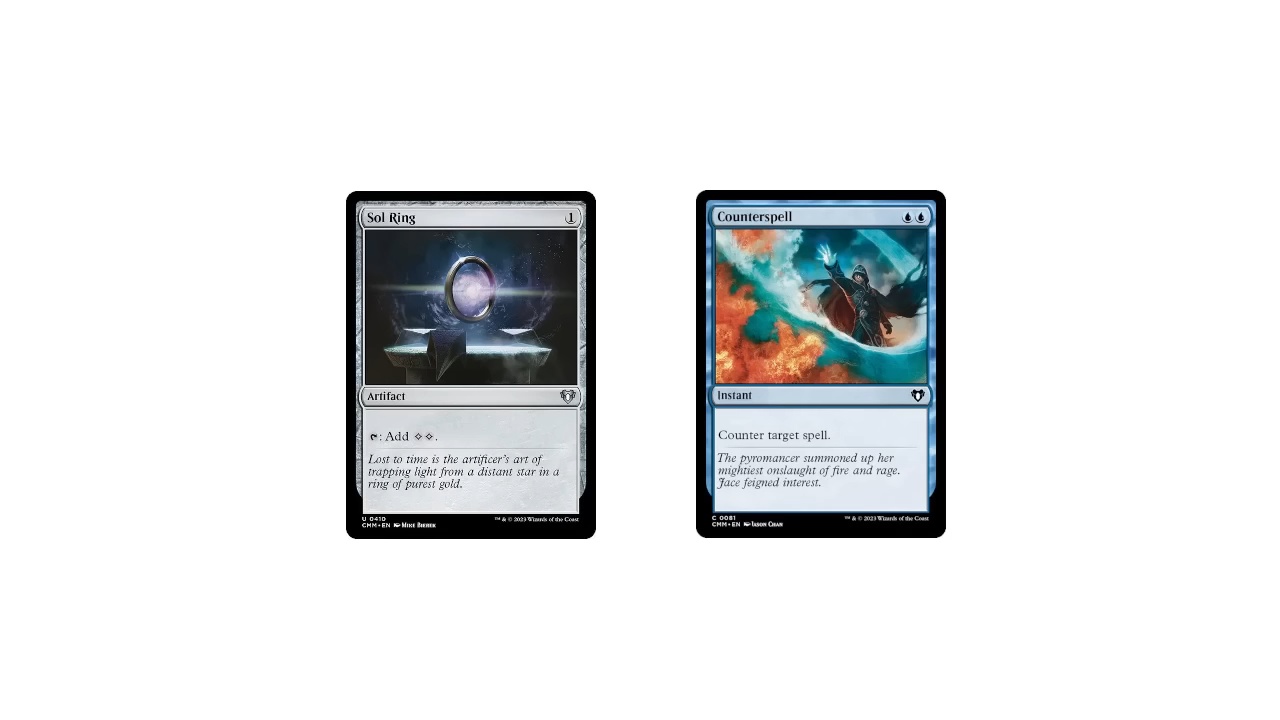 Sol Ring 1
Artifact
: Add .
Lost to time is the artificer's art of
trapping light from a distant star in a
ring of purest gold.
U 0410
CMM • EN Mike Bierek
™ & © 2023 Wizards of the Coast
Counterspell
Instant
Counter target spell.
The pyromancer summoned up her
mightiest onslaught of fire and rage.
Jace feigned interest.
C 0081
CMM • EN Jason Chan
™ & © 2023 Wizards of the Coast